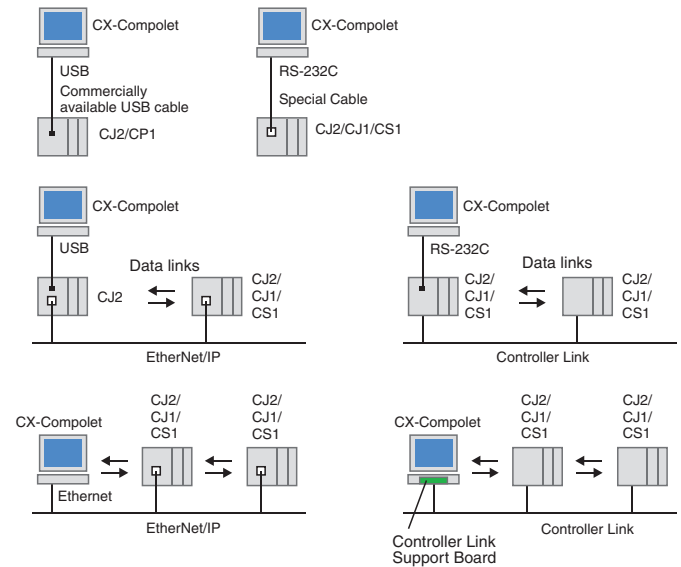 CX-Compolet
USB
Commercially
available USB cable
CJ2/CP1
CX-Compolet
RS-232C
Special Cable
CJ2/CJ1/CS1
CX-Compolet
USB
Data links
CJ2
CJ2/
CJ1/
CS1
EtherNet/IP
CX-Compolet
RS-232C
CJ2/
CJ1/
CS1
Data links
CJ2/
CJ1/
CS1
Controller Link
CX-Compolet
CJ2/
CJ1/
CS1
CJ2/
CJ1/
CS1
Ethernet
EtherNet/IP
CX-Compolet
CJ2/
CJ1/
CS1
CJ2/
CJ1/
CS1
Controller Link
Controller Link
Support Board